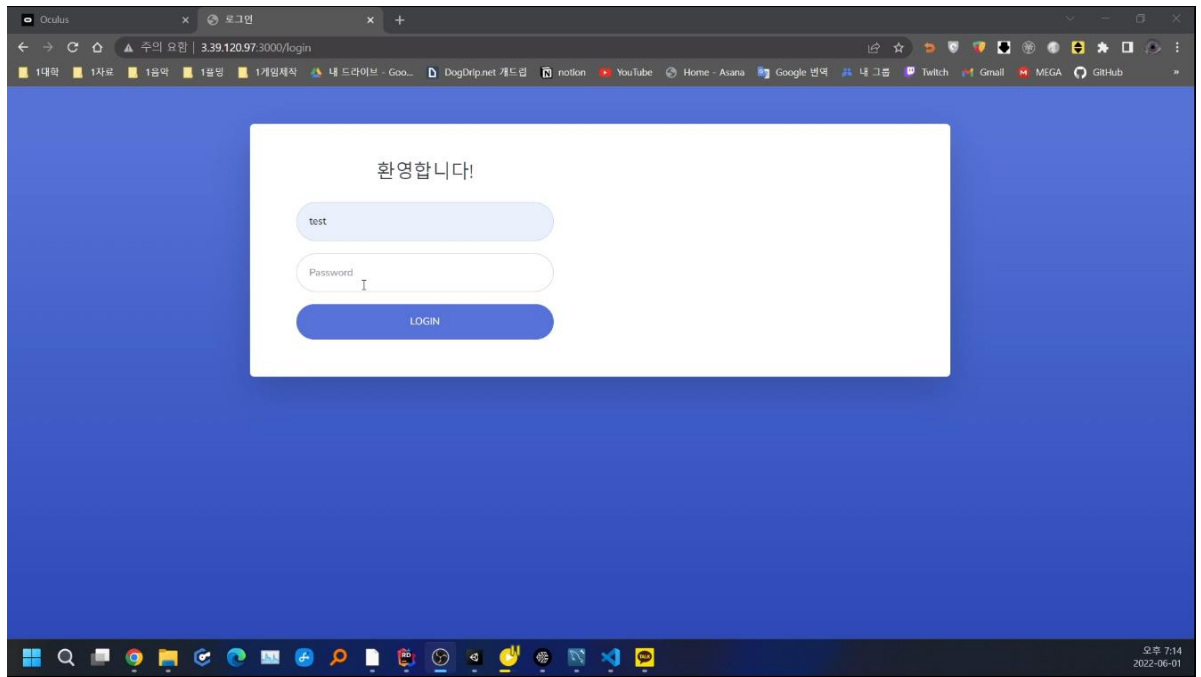 Oculus
로그인
주의 요함 | 3.39.120.97:3000/login
1대학 1자료 1음악 1플밍 1게임제작 내 드라이브 - Goo... DogDrip.net 개드립 notion YouTube Home - Asana Google 번역 내 그룹 Twitch Gmail MEGA GitHub »
환영합니다!
test
Password
LOGIN
오후 7:14
2022-06-01